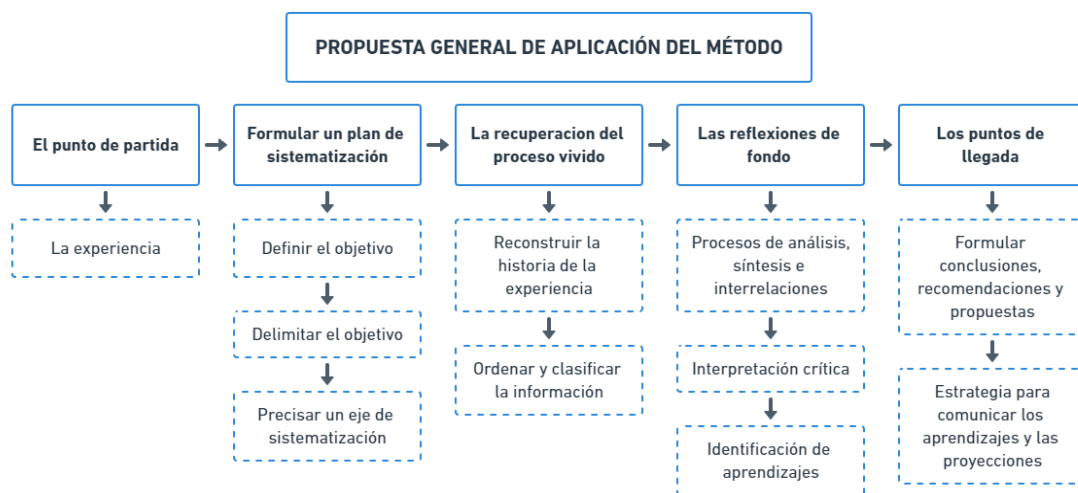 PROPUESTA GENERAL DE APLICACIÓN DEL MÉTODO
El punto de partida
Formular un plan de
sistematización
La recuperacion del
proceso vivido
Las reflexiones de
fondo
Los puntos de
llegada
La experiencia
Definir el objetivo
Delimitar el objetivo
Precisar un eje de
sistematización
Reconstruir la
historia de la
experiencia
Ordenar y clasificar
la información
Procesos de análisis,
síntesis e
interrelaciones
Interpretación crítica
Identificación de
aprendizajes
Formular
conclusiones,
recomendaciones y
propuestas
Estrategia para
comunicar los
aprendizajes y las
proyecciones